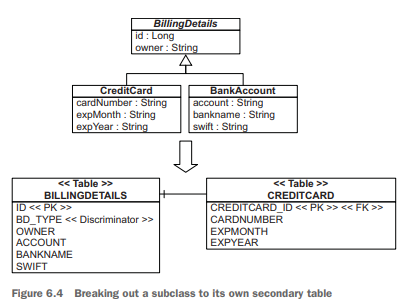 BillingDetails
id : Long
owner : String
CreditCard
cardNumber : String
expMonth : String
expYear : String
BankAccount
account : String
bankname : String
swift : String
<< Table >>
BILLINGDETAILS
ID << PK >>
BD_TYPE << Discriminator >>
OWNER
ACCOUNT
BANKNAME
SWIFT
<< Table >>
CREDITCARD
CREDITCARD_ID << PK >> << FK >>
CARDNUMBER
EXPMONTH
EXPYEAR
Figure 6.4 Breaking out a subclass to its own secondary table